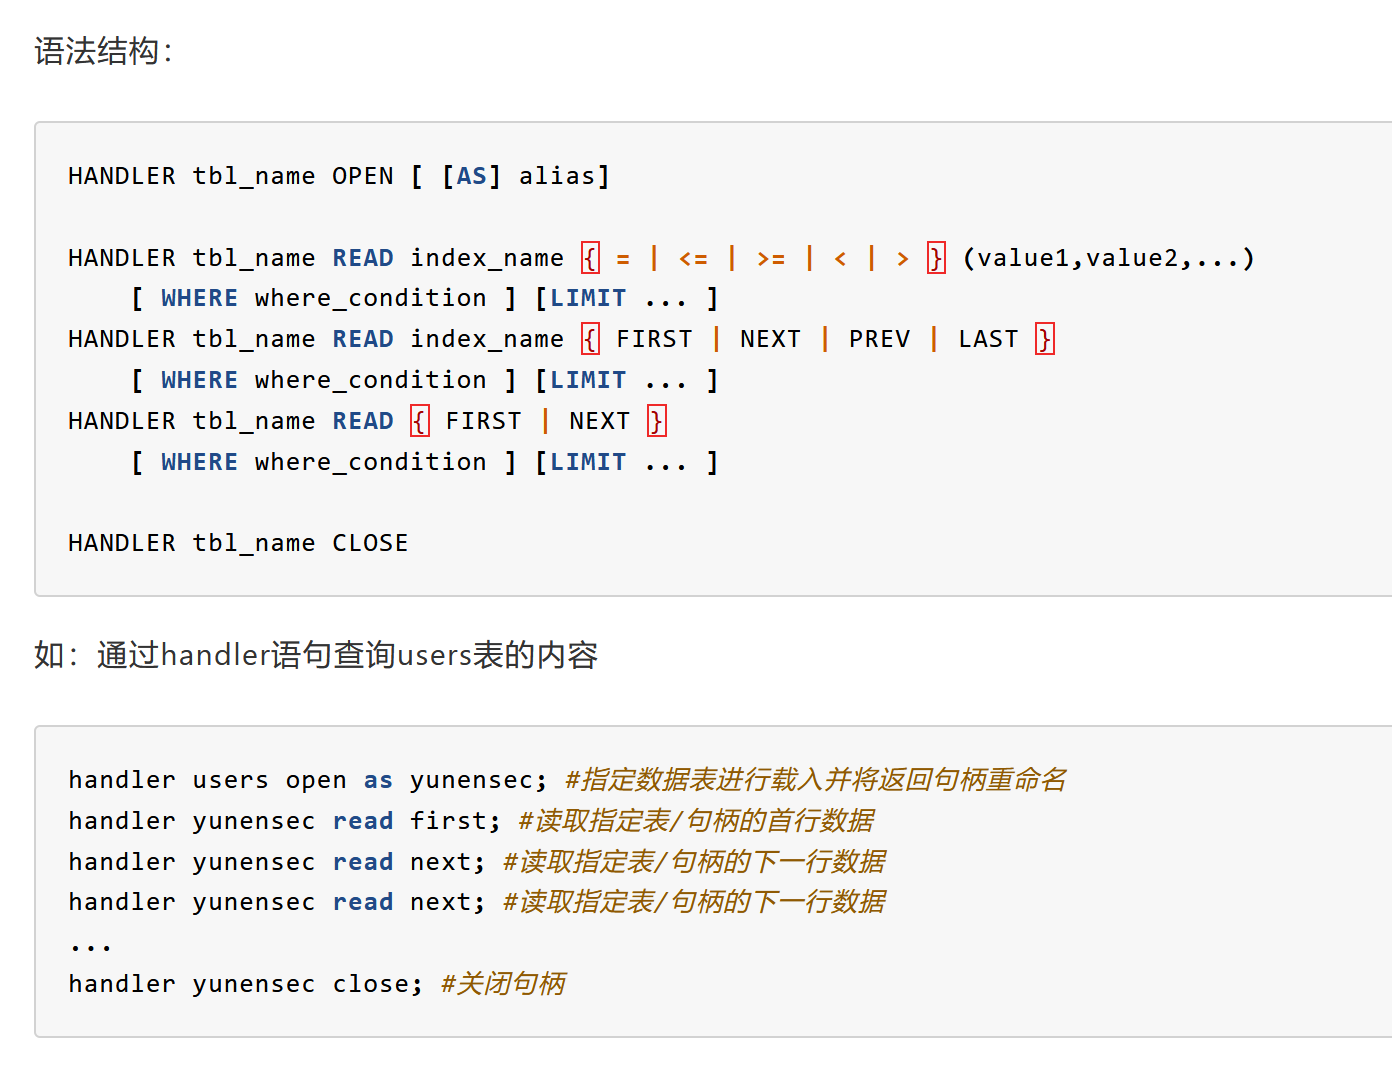 语法结构：
HANDLER tbl_name OPEN [ [AS] alias]
HANDLER tbl_name READ index_name { = | <= | >= | < | > } (value1,value2,...)
[ WHERE where_condition ] [LIMIT ... ]
HANDLER tbl_name READ index_name { FIRST | NEXT | PREV | LAST }
[ WHERE where_condition ] [LIMIT ... ]
HANDLER tbl_name READ { FIRST | NEXT }
[ WHERE where_condition ] [LIMIT ... ]
HANDLER tbl_name CLOSE
如：通过handler语句查询users表的内容
handler users open as yunensec; #指定数据表进行载入并将返回句柄重命名
handler yunensec read first; #读取指定表/句柄的首行数据
handler yunensec read next; #读取指定表/句柄的下一行数据
handler yunensec read next; #读取指定表/句柄的下一行数据
...
handler yunensec close; #关闭句柄